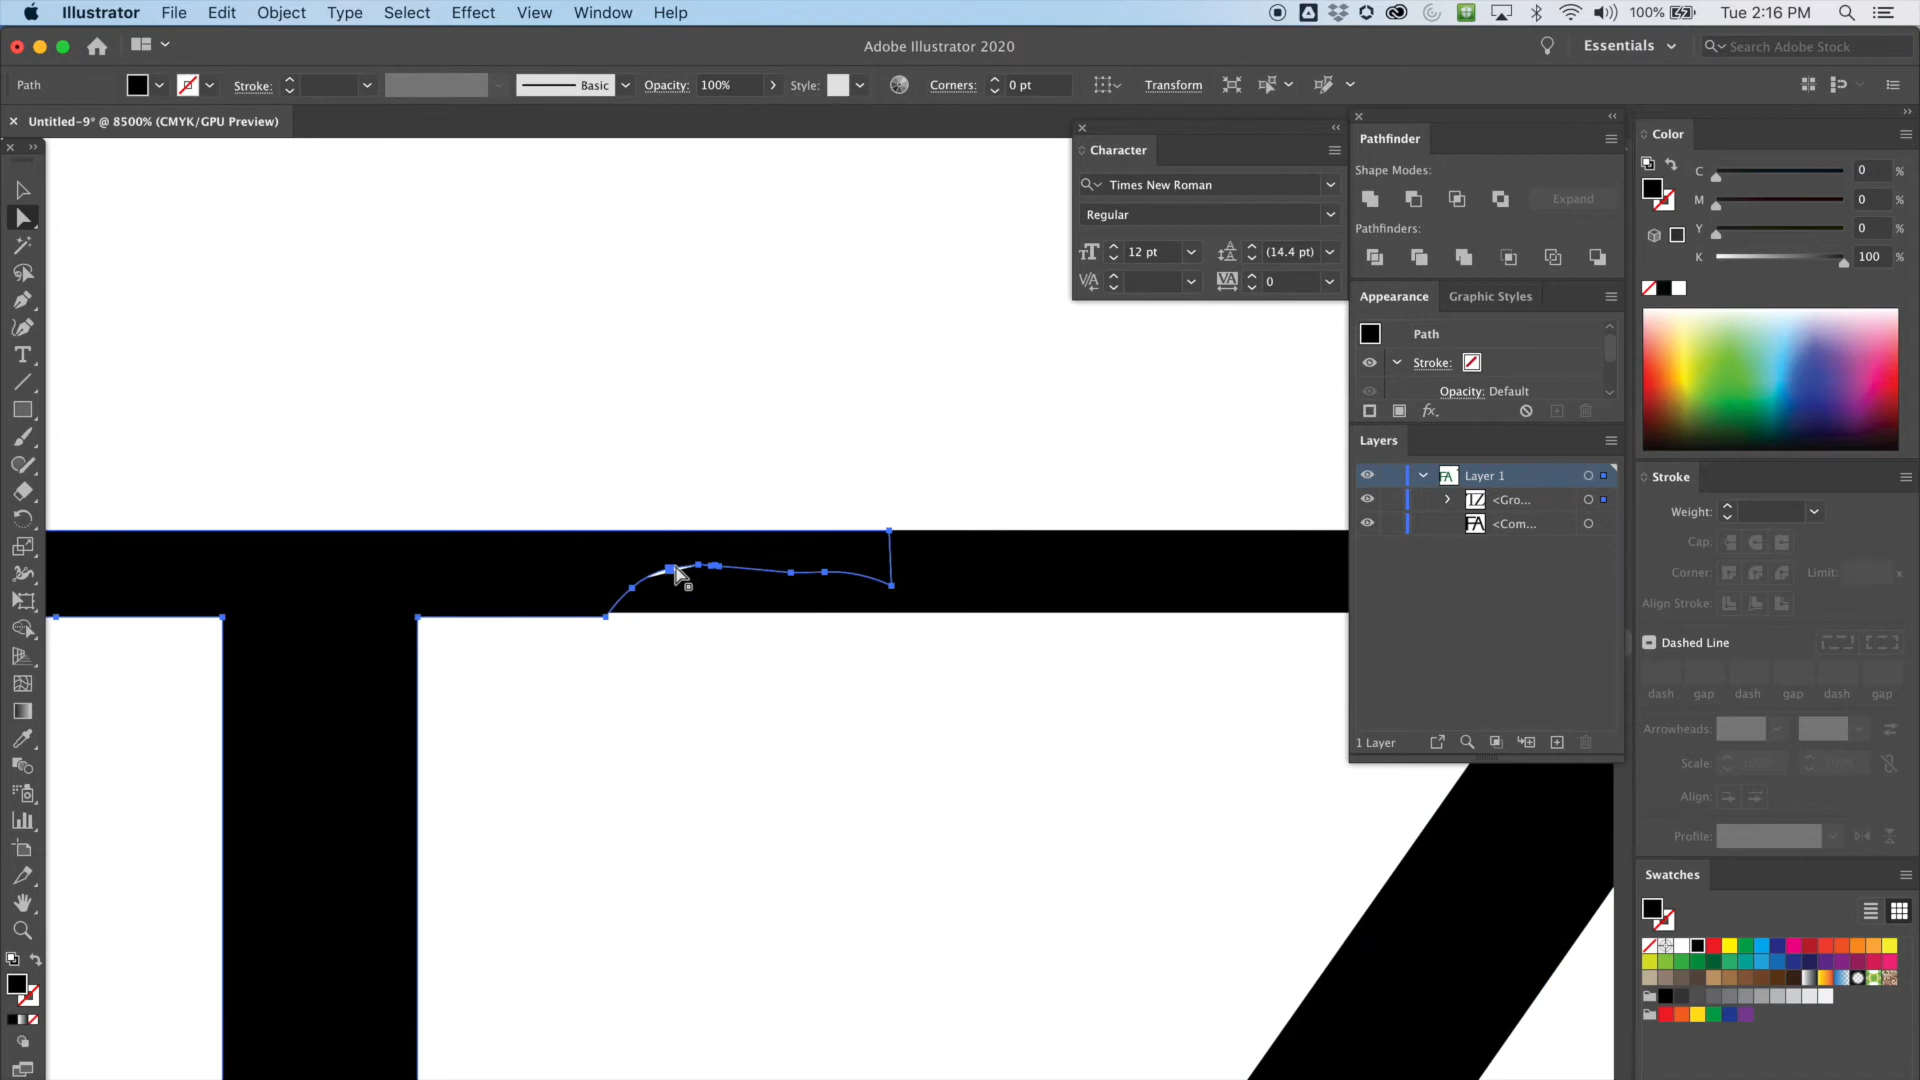 Illustrator File Edit Object Type Select Effect View Window Help 100% Tue 2:16 PM
Adobe Illustrator 2020 Essentials Search Adobe Stock
Path Stroke: Basic Opacity: 100% Style: Corners: 0 pt Transform
Untitled-9* @ 8500% (CMYK/GPU Preview)
Character
Times New Roman
Regular
12 pt (14.4 pt)
0
Pathfinder
Shape Modes:
Expand
Pathfinders:
Appearance Graphic Styles
Path
Stroke:
Opacity: Default
fx.
Layers
Layer 1
<Gro...
<Com...
1 Layer
Color
C 0 %
M 0 %
Y 0 %
K 100 %
Stroke
Weight:
Cap:
Corner: Limit: x
Align Stroke:
Dashed Line
dash gap dash gap dash gap
Arrowheads:
Scale: 100% 100%
Align:
Profile:
Swatches